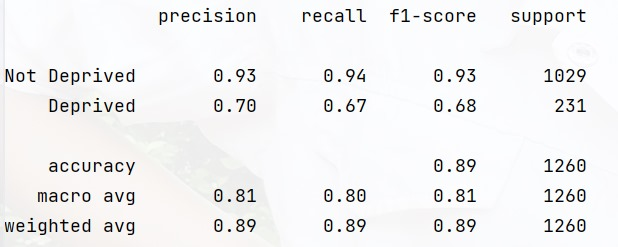 precision recall f1-score support
Not Deprived 0.93 0.94 0.93 1029
Deprived 0.70 0.67 0.68 231
accuracy 0.89 1260
macro avg 0.81 0.80 0.81 1260
weighted avg 0.89 0.89 0.89 1260